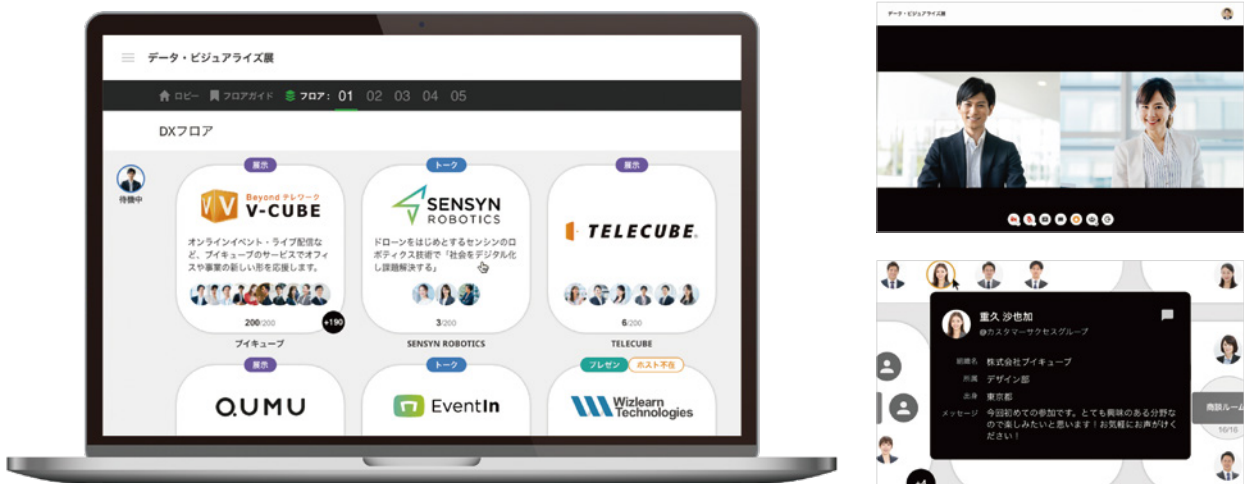 データ・ビジュアライズ展
ロビー フロアガイド フロア: 01 02 03 04 05
DXフロア
待機中
展示
Beyond テレワーク
V-CUBE
オンラインイベント・ライブ配信な
ど、ブイキューブのサービスでオフィ
スや事業の新しい形を応援します。
200/200
+190
ブイキューブ
トーク
SENSYN
ROBOTICS
ドローンをはじめとするセンシンのロ
ボティクス技術で「社会をデジタル化
し課題解決する」
3/200
SENSYN ROBOTICS
展示
TELECUBE.
6/200
TELECUBE
展示
QUMU
トーク
EventIn
プレゼン ホスト不在
Wizlearn
Technologies
データ・ビジュアライズ展
重久 沙也加
@カスタマーサクセスグループ
組織名 株式会社ブイキューブ
所属 デザイン部
出身 東京都
メッセージ 今回初めての参加です。とても興味のある分野な
ので楽しみたいと思います！お気軽にお声がけく
ださい！
商談ルーム
16/16